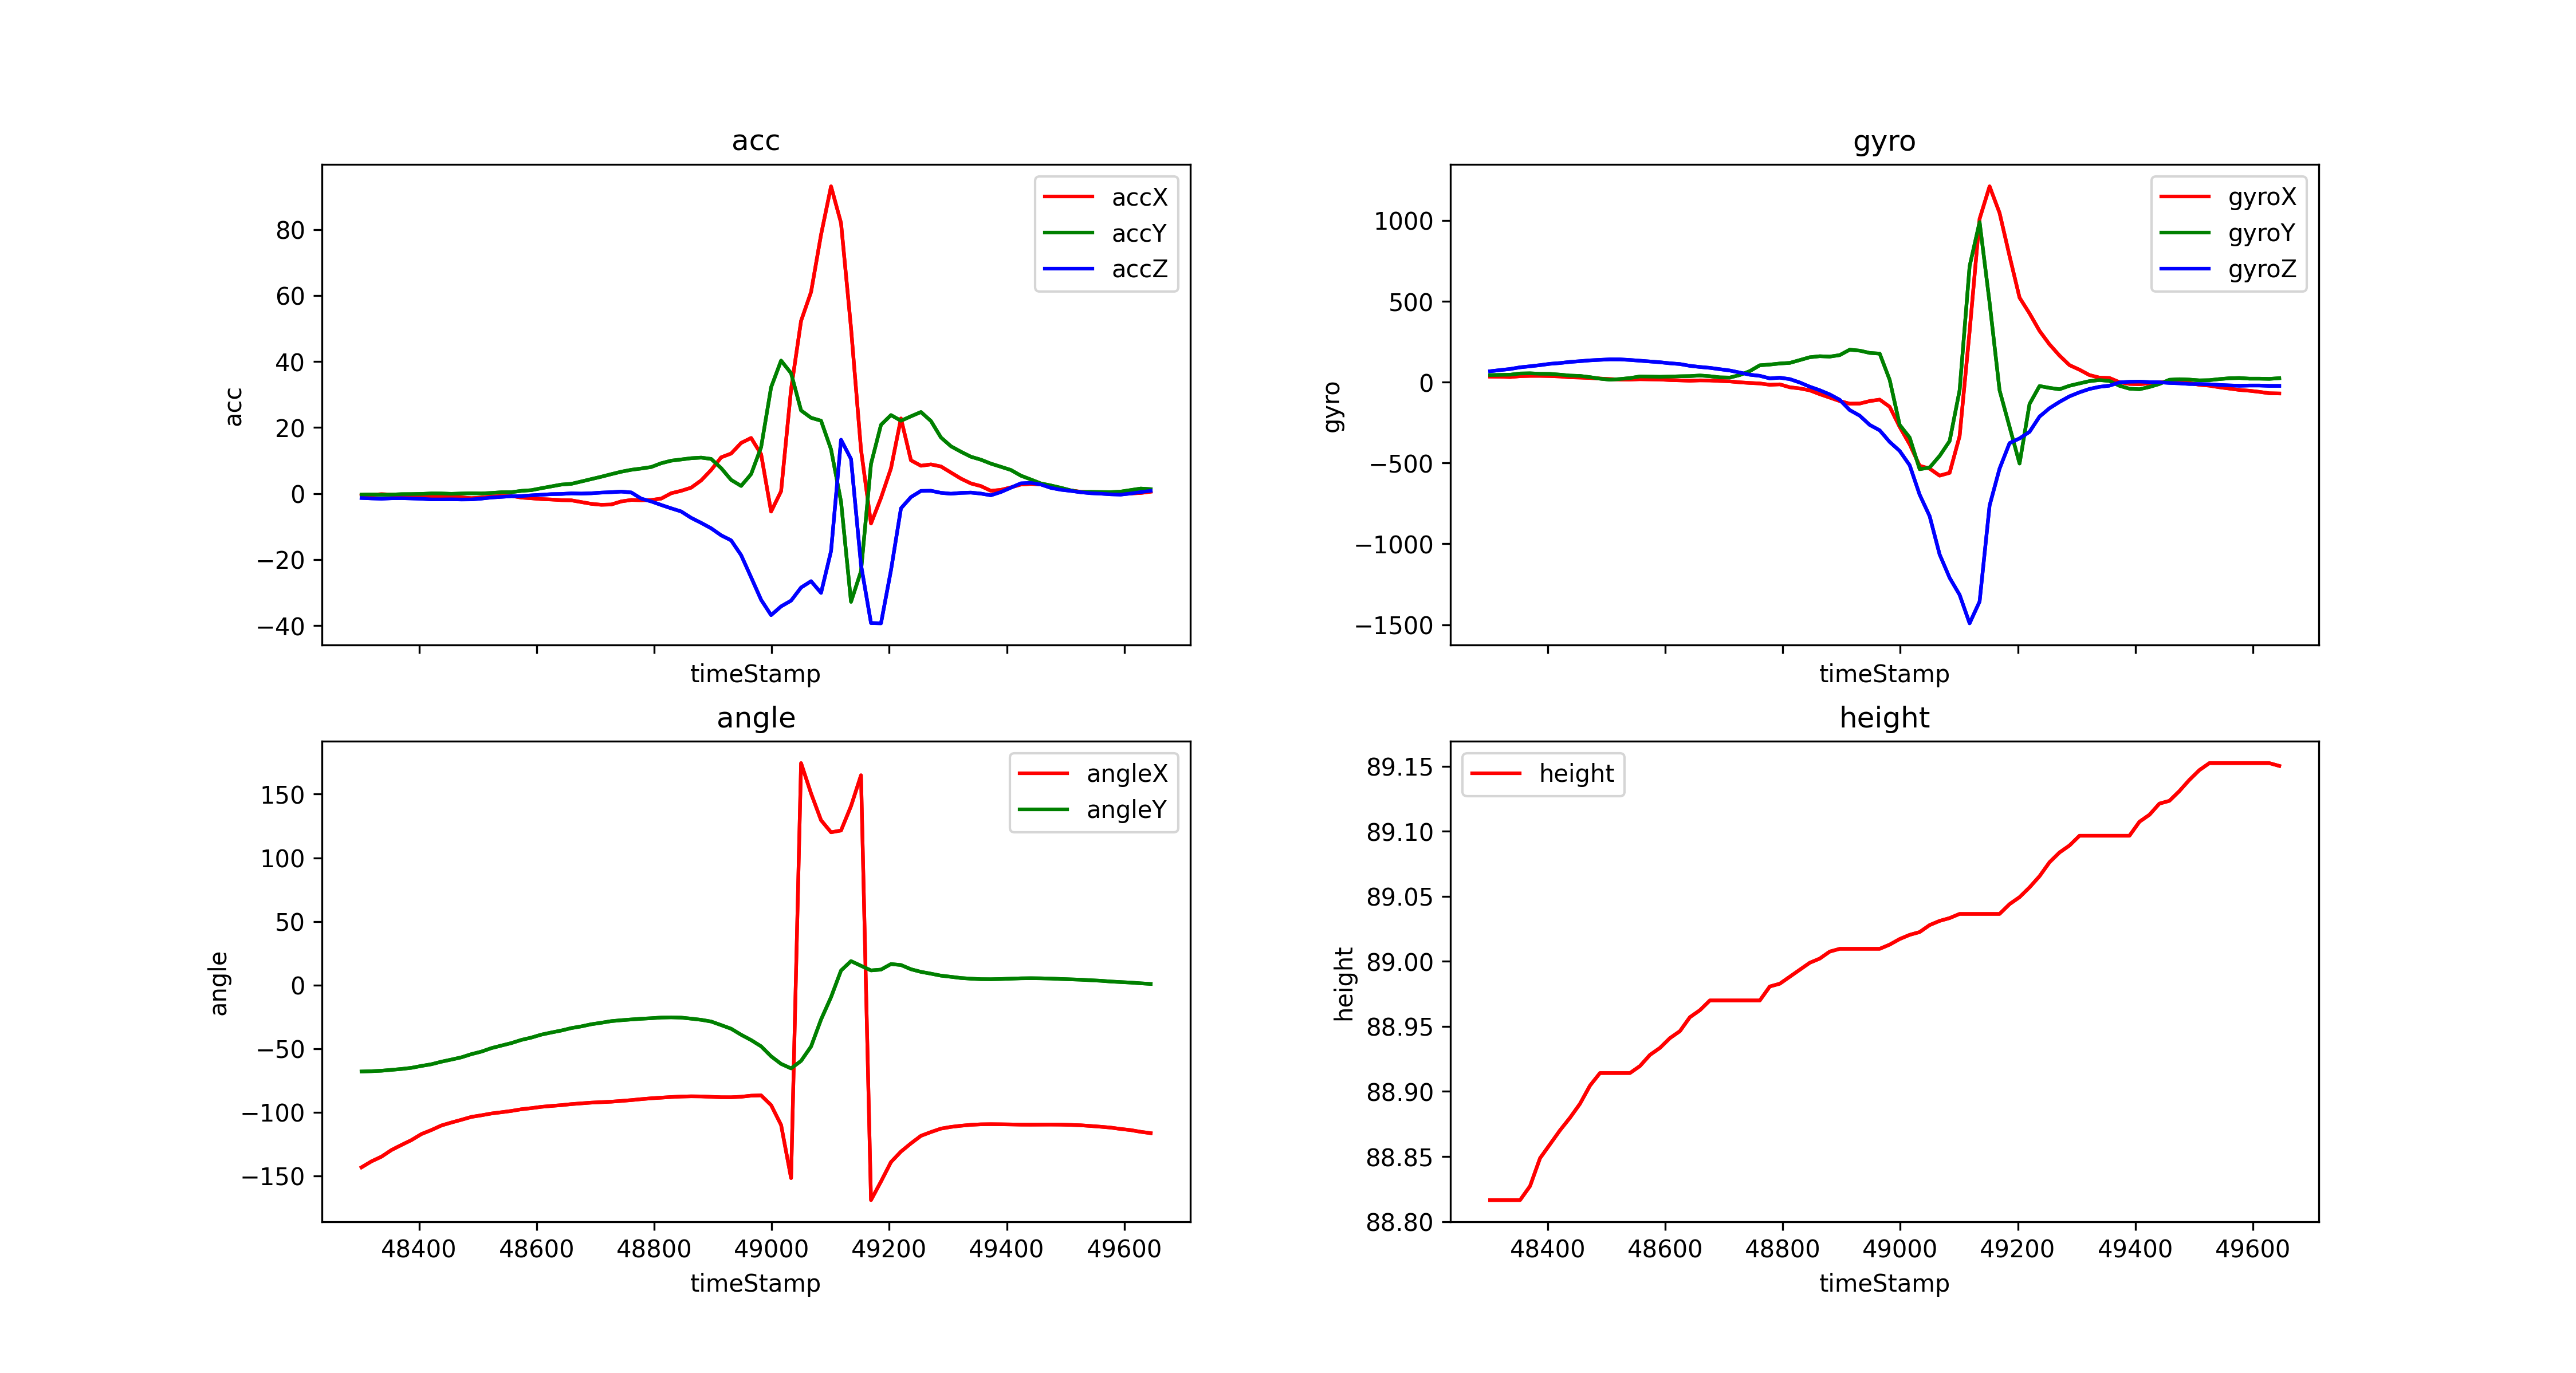 acc
accX
accY
accZ
80
60
40
20
0
−20
−40
acc
timeStamp
gyro
gyroX
gyroY
gyroZ
1000
500
0
−500
−1000
−1500
gyro
timeStamp
angle
angleX
angleY
150
100
50
0
−50
−100
−150
angle
48400 48600 48800 49000 49200 49400 49600
timeStamp
height
height
89.15
89.10
89.05
89.00
88.95
88.90
88.85
88.80
height
48400 48600 48800 49000 49200 49400 49600
timeStamp